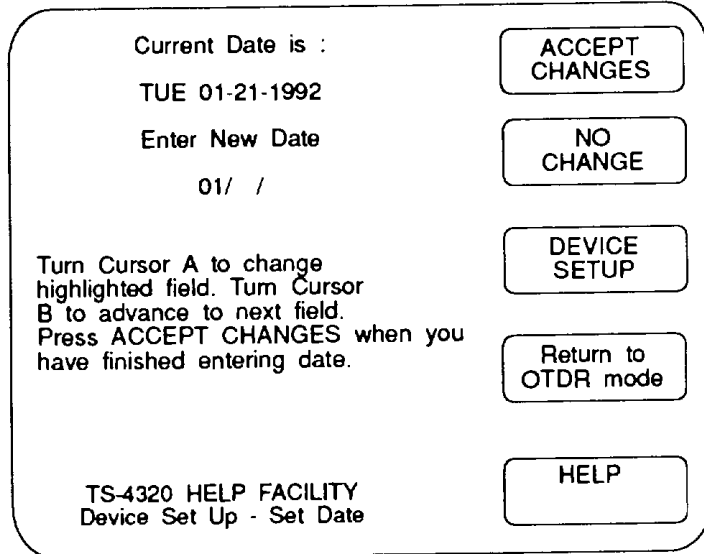 Current Date is :
TUE 01-21-1992
Enter New Date
01/ /
Turn Cursor A to change
highlighted field. Turn Cursor
B to advance to next field.
Press ACCEPT CHANGES when you
have finished entering date.
TS-4320 HELP FACILITY
Device Set Up - Set Date
ACCEPT
CHANGES
NO
CHANGE
DEVICE
SETUP
Return to
OTDR mode
HELP